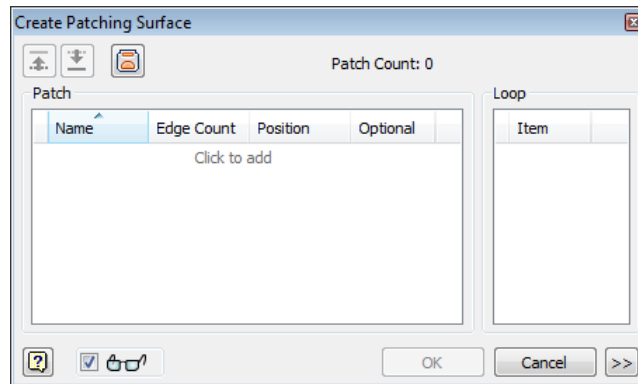 Create Patching Surface
Patch Count: 0
Patch
Loop
Name Edge Count Position Optional
Item
Click to add
OK
Cancel
>>